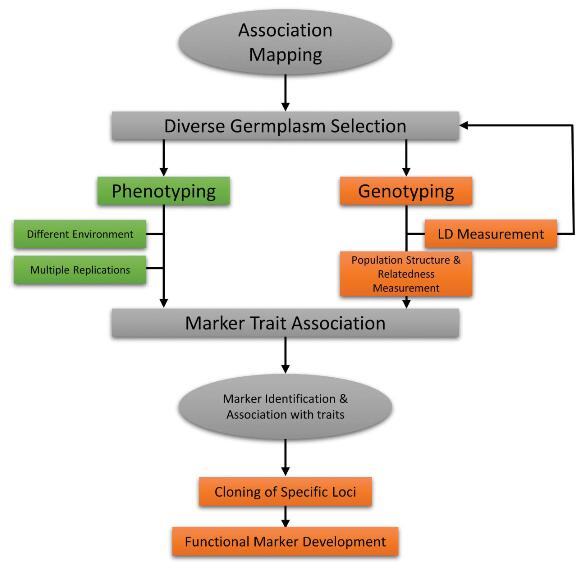 Association
Mapping
Diverse Germplasm Selection
Phenotyping
Genotyping
Different Environment
LD Measurement
Multiple Replications
Population Structure &
Relatedness
Measurement
Marker Trait Association
Marker Identification &
Association with traits
Cloning of Specific Loci
Functional Marker Development